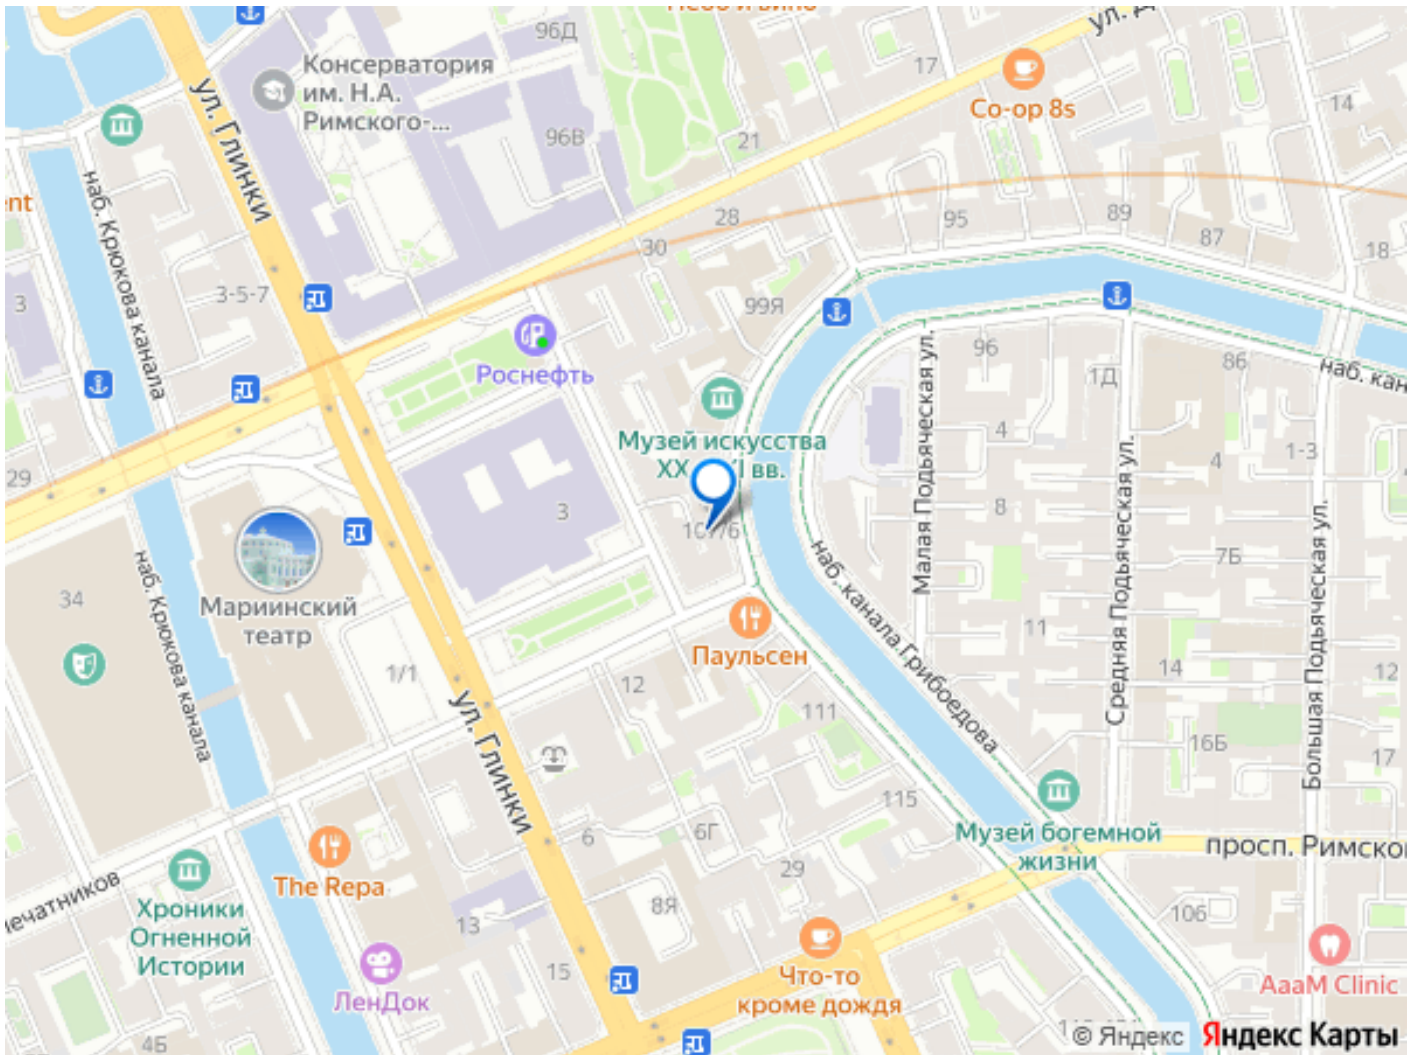 96Д
Консерватория
им. Н.А.
Римского-...
17
Co-op 8s
14
ул. Глинки
96В
21
наб. Крюкова канала
nt
28
95
89
87
30
18
3
3-5-7
99Я
96
86
Роснефть
1Д
наб. кан
Музей искусства
4
1-3
4
29
8
3
наб. Крюкова канала
Малая Подьяческая ул.
Средняя Подьяческая ул.
Большая Подьяческая ул.
7Б
34
Мариинский
театр
наб. канала Грибоедова
11
Паульсен
1/1
12
14
12
111
ул. Глинки
16Б
17
115
6
6Г
Музей богемной
жизни
просп. Римско
29
The Repa
ечатников
8Я
106
Хроники
Огненной
Истории
13
15
ЛенДок
Что-то
кроме дождя
AaaM Clinic
4Б
© Яндекс
Яндекс Карты